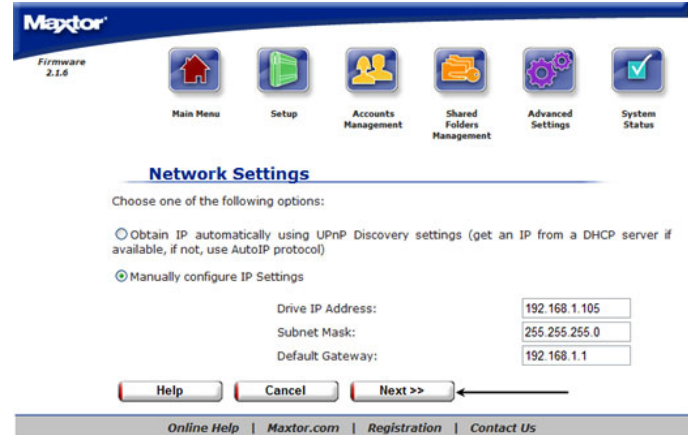 Maxtor
Firmware
2.1.6
Main Menu
Setup
Accounts
Management
Shared
Folders
Management
Advanced
Settings
System
Status
Network Settings
Choose one of the following options:
Obtain IP automatically using UPnP Discovery settings (get an IP from a DHCP server if
available, if not, use AutoIP protocol)
Manually configure IP Settings
Drive IP Address: 192.168.1.105
Subnet Mask: 255.255.255.0
Default Gateway: 192.168.1.1
Help Cancel Next >>
Online Help | Maxtor.com | Registration | Contact Us